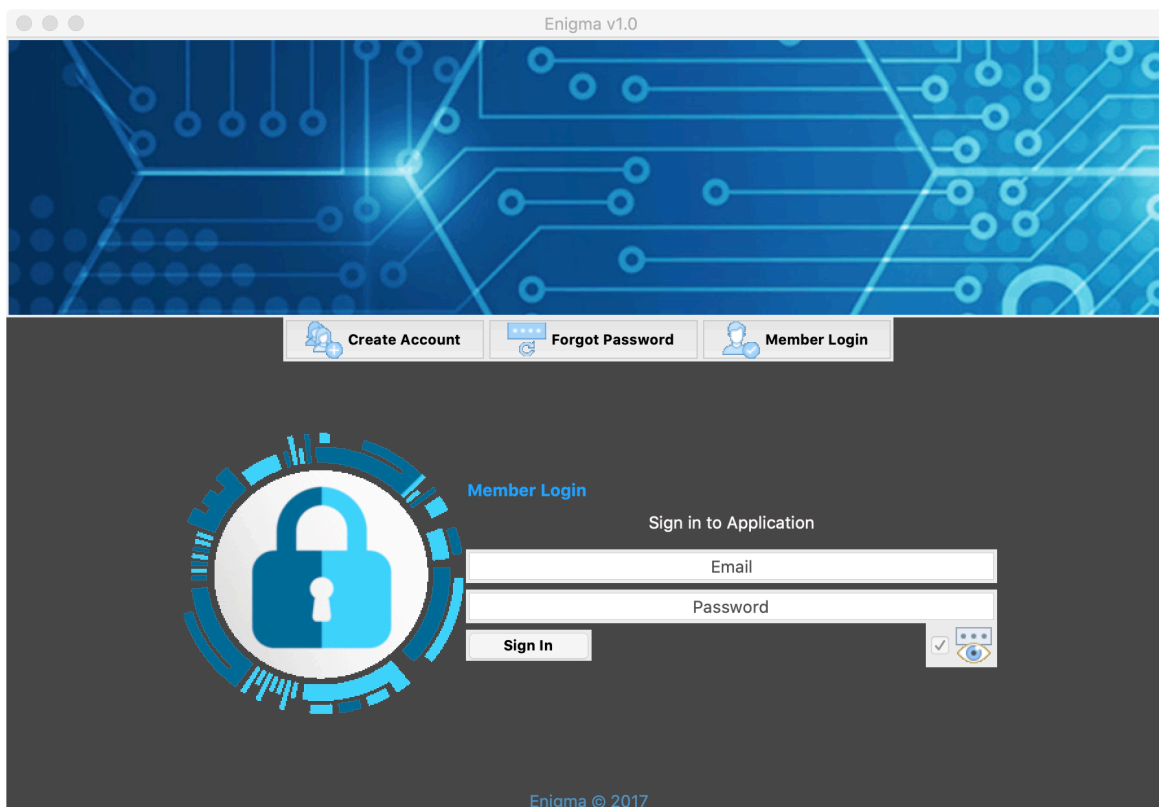 Enigma v1.0
Create Account
Forgot Password
Member Login
Member Login
Sign in to Application
Email
Password
Sign In
Enigma © 2017